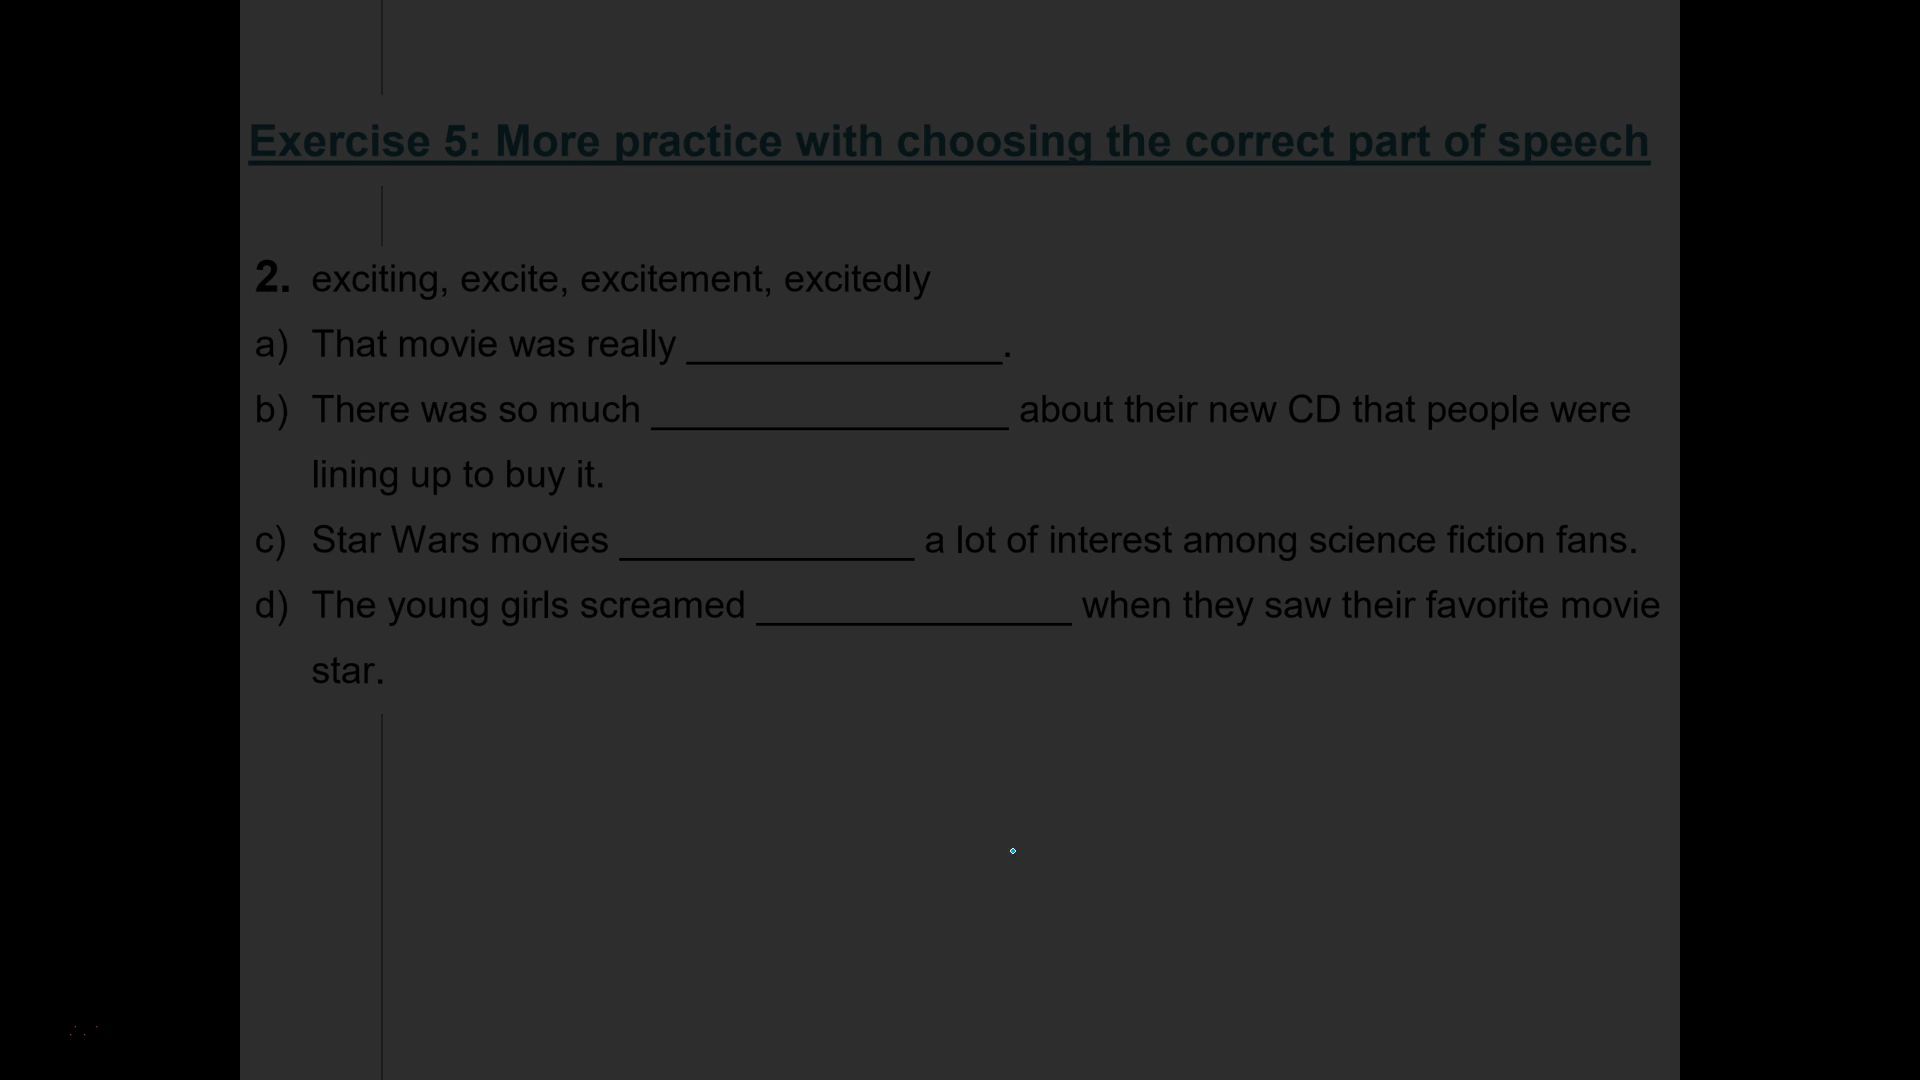 Exercise 5: More practice with choosing the correct part of speech
2. exciting, excite, excitement, excitedly
a) That movie was really _______________.
b) There was so much _________________ about their new CD that people were
lining up to buy it.
c) Star Wars movies ______________ a lot of interest among science fiction fans.
d) The young girls screamed _______________ when they saw their favorite movie
star.